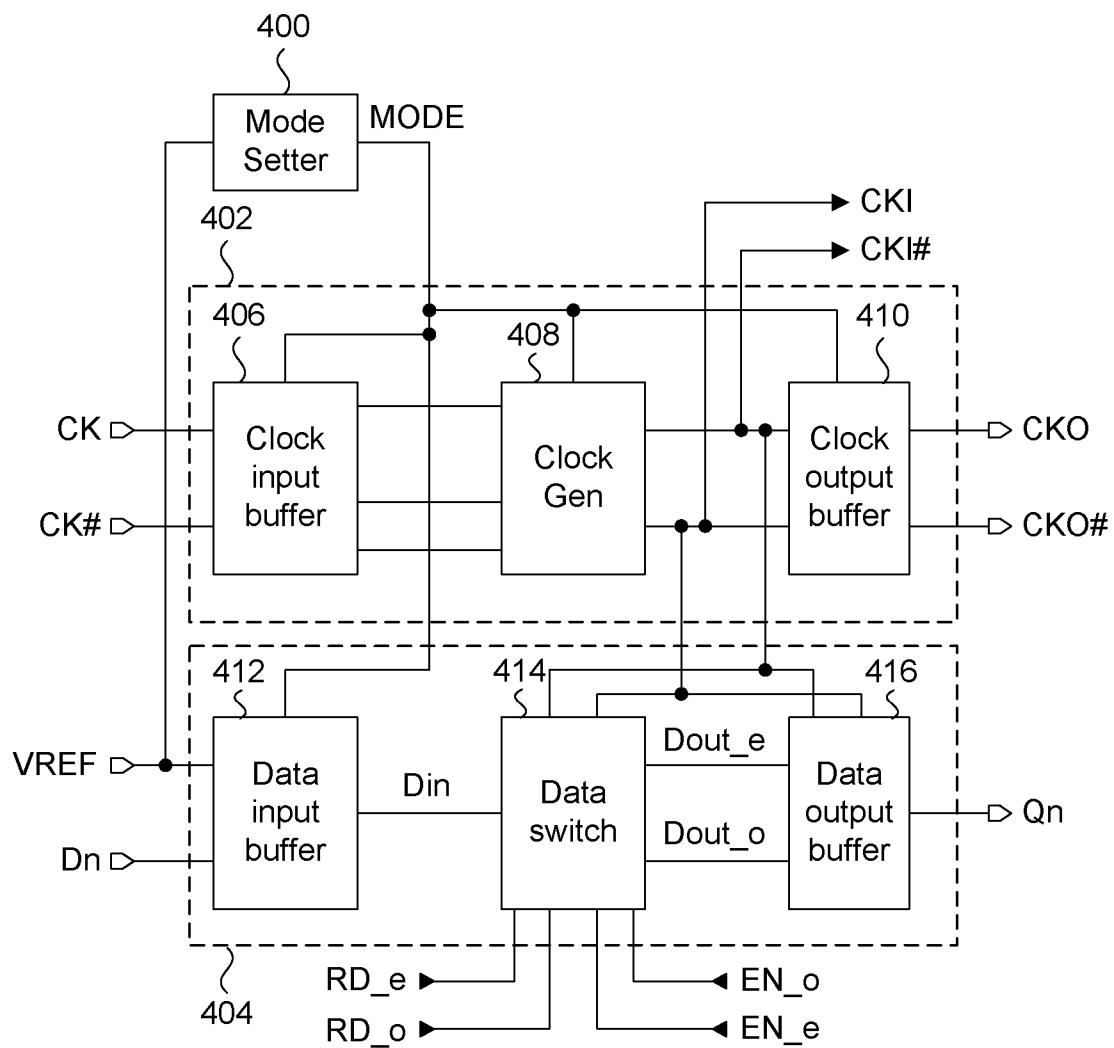 400
Mode
Setter
MODE
CKI
402
CKI#
406
408
410
CK
Clock
input
buffer
Clock
Gen
Clock
output
buffer
CKO
CK#
CKO#
412
414
416
VREF
Data
input
buffer
Din
Data
switch
Dout_e
Dout_o
Data
output
buffer
Qn
Dn
RD_e
EN_o
404
RD_o
EN_e